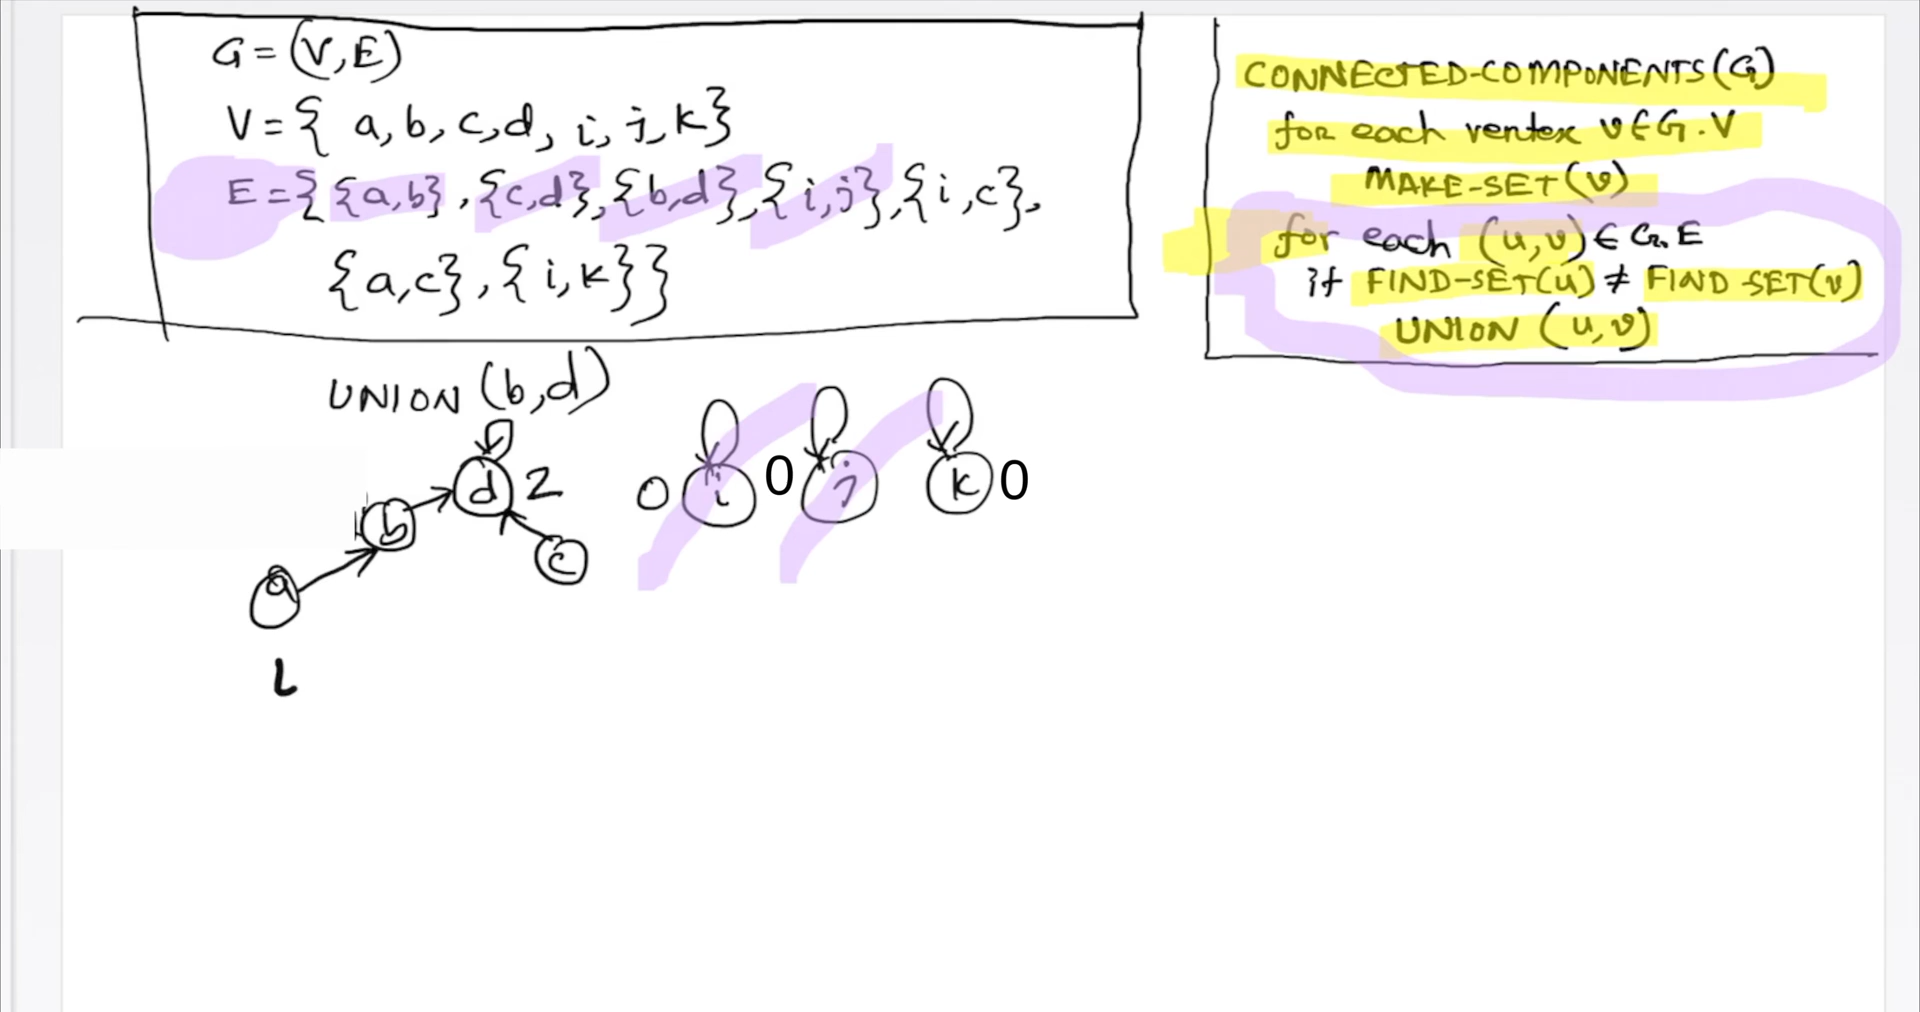 G = (V,E)
V = { a, b, c, d, i, j, k}
E = { {a,b}, {c,d}, {b,d}, {i,j}, {i,c},
{a,c}, {i,k}}
CONNECTED-COMPONENTS(G)
for each vertex v ∈ G.V
MAKE-SET(v)
for each (u,v) ∈ G.E
if FIND-SET(u) ≠ FIND-SET(v)
UNION (u,v)
UNION (b,d)
d 2
b
c
a
0 i 0 j k 0
L